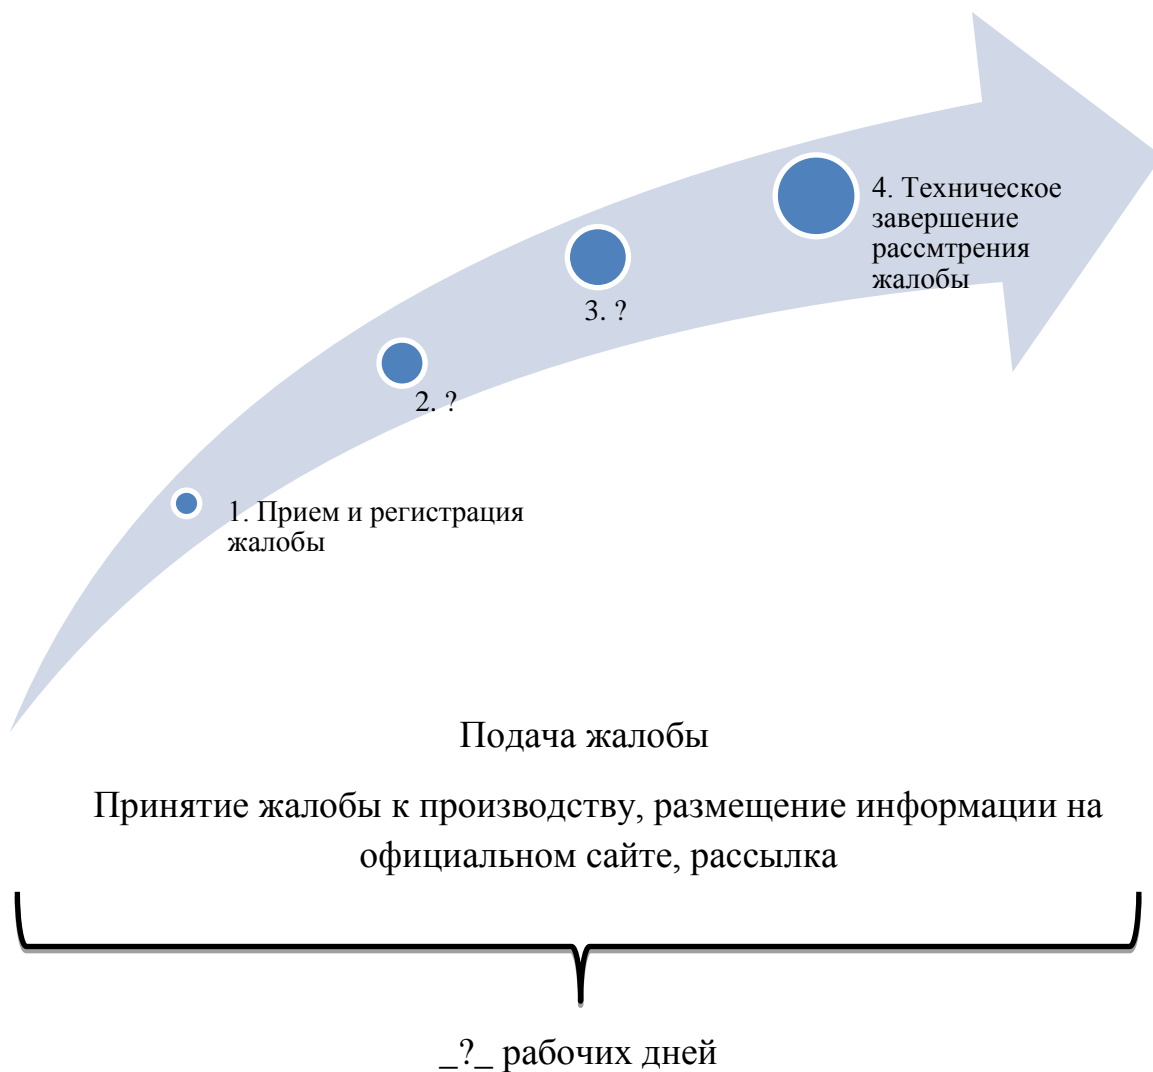 4. Техническое
завершение
рассмтрения
жалобы
3. ?
2. ?
1. Прием и регистрация
жалобы
Подача жалобы
Принятие жалобы к производству, размещение информации на
официальном сайте, рассылка
_?_ рабочих дней